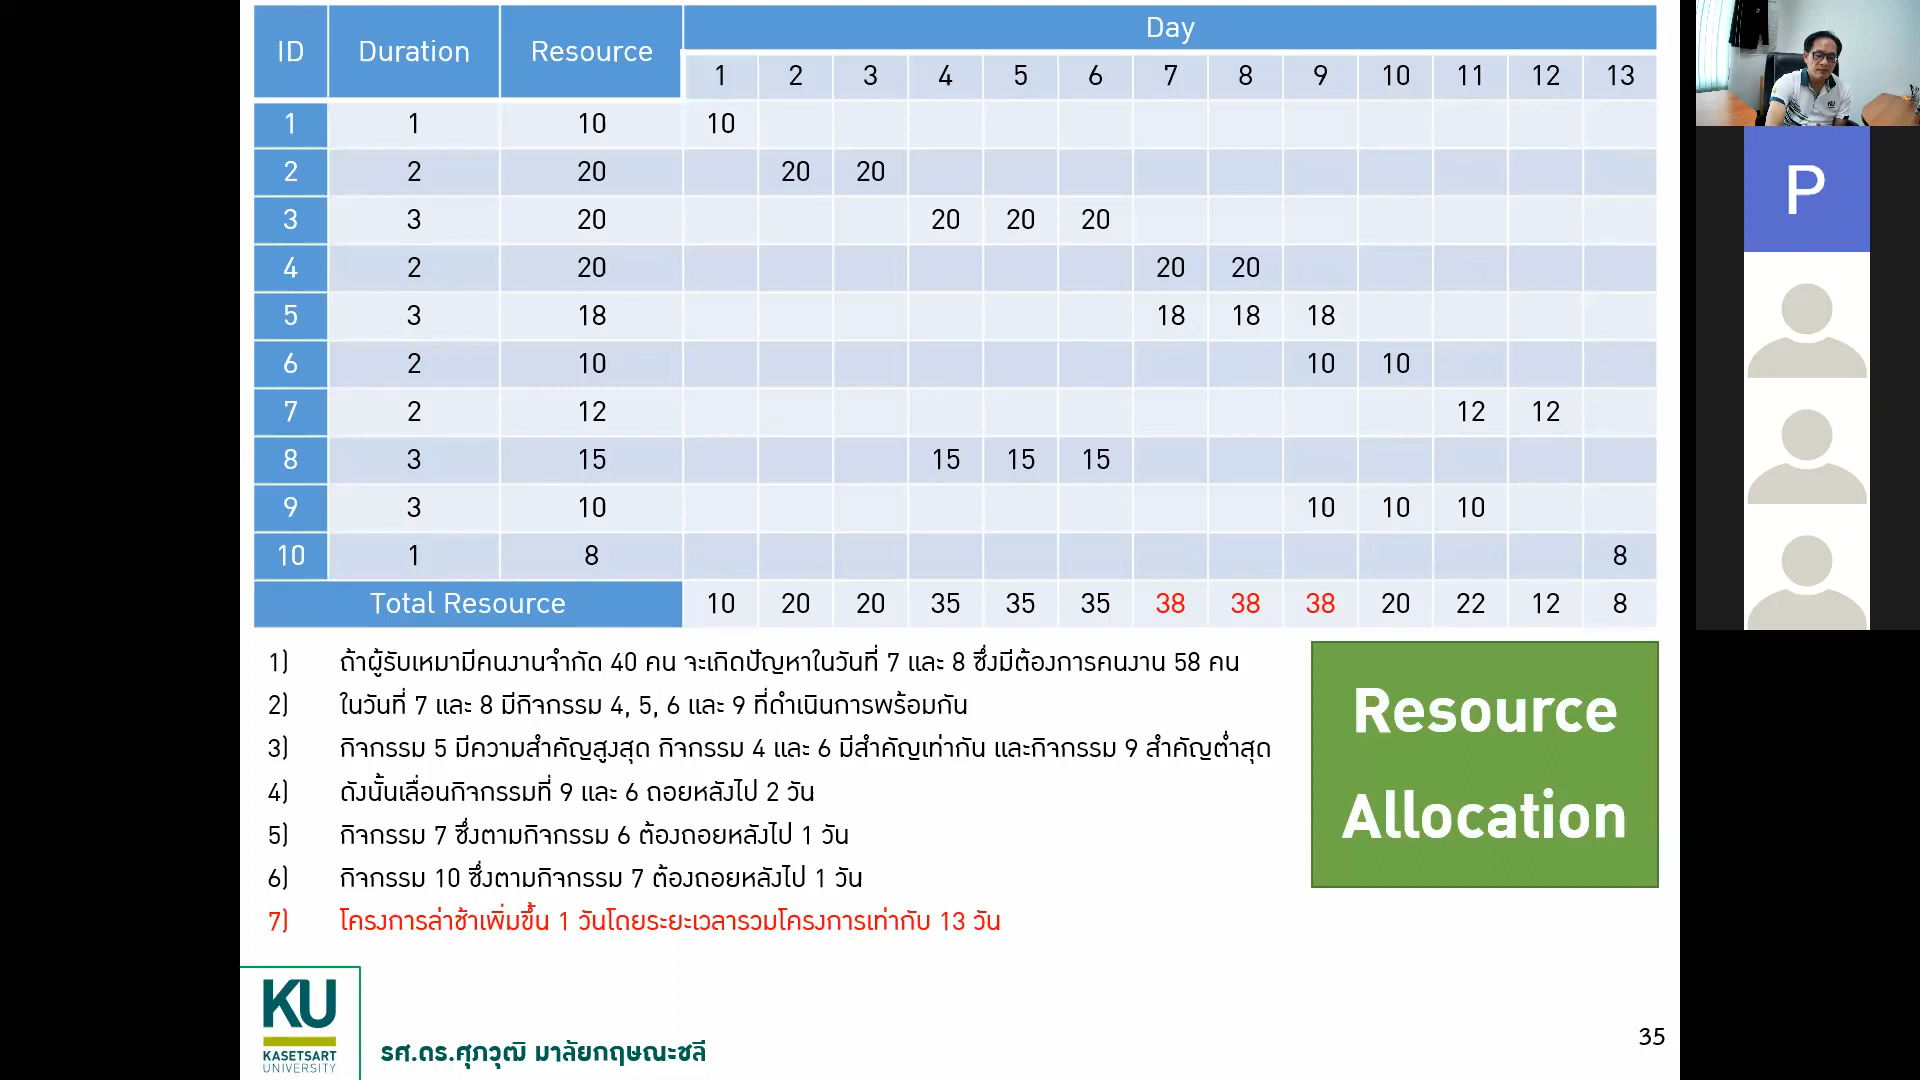 ID Duration Resource Day
1 2 3 4 5 6 7 8 9 10 11 12 13
1 1 10 10
2 2 20 20 20
3 3 20 20 20 20
4 2 20 20 20
5 3 18 18 18 18
6 2 10 10 10
7 2 12 12 12
8 3 15 15 15 15
9 3 10 10 10 10
10 1 8 8
Total Resource 10 20 20 35 35 35 38 38 38 20 22 12 8
1) ถ้าผู้รับเหมามีคนงานจำกัด 40 คน จะเกิดปัญหาในวันที่ 7 และ 8 ซึ่งมีต้องการคนงาน 58 คน
2) ในวันที่ 7 และ 8 มีกิจกรรม 4, 5, 6 และ 9 ที่ดำเนินการพร้อมกัน
3) กิจกรรม 5 มีความสำคัญสูงสุด กิจกรรม 4 และ 6 มีสำคัญเท่ากัน และกิจกรรม 9 สำคัญต่ำสุด
4) ดังนั้นเลื่อนกิจกรรมที่ 9 และ 6 ถอยหลังไป 2 วัน
5) กิจกรรม 7 ซึ่งตามกิจกรรม 6 ต้องถอยหลังไป 1 วัน
6) กิจกรรม 10 ซึ่งตามกิจกรรม 7 ต้องถอยหลังไป 1 วัน
7) โครงการล่าช้าเพิ่มขึ้น 1 วันโดยระยะเวลารวมโครงการเท่ากับ 13 วัน
Resource
Allocation
P
KU
KASETSART
UNIVERSITY
รศ.ดร.ศุภวุฒิ มาลัยกฤษณะชลี
35